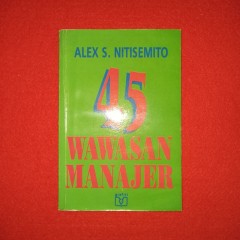 ALEX S. NITISEMITO
45
WAWASAN
MANAJER